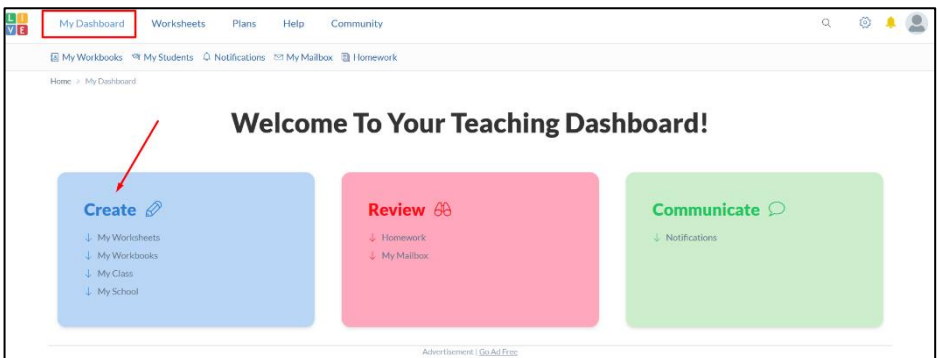 LI
VE
My Dashboard Worksheets Plans Help Community
My Workbooks My Students Notifications My Mailbox Homework
Home / My Dashboard
Welcome To Your Teaching Dashboard!
Create
↓ My Worksheets
↓ My Workbooks
↓ My Class
↓ My School
Review
↓ Homework
↓ My Mailbox
Communicate
↓ Notifications
Advertisement | Go Ad Free